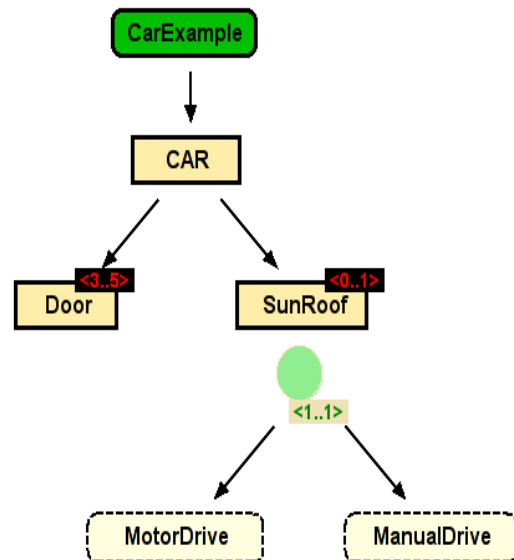 CarExample
CAR
<3..5>
<0..1>
Door
SunRoof
<1..1>
MotorDrive
ManualDrive